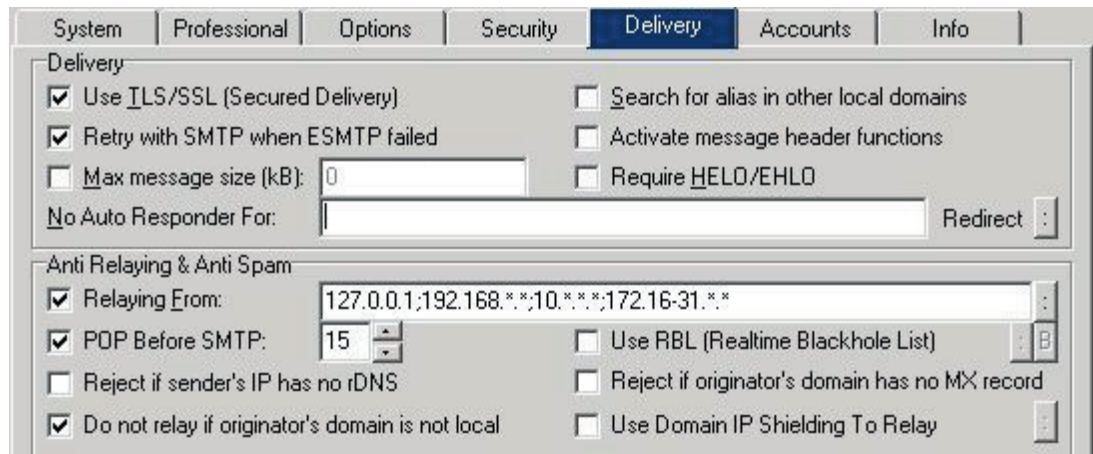 System Professional Options Security Delivery Accounts Info
Delivery
Use TLS/SSL (Secured Delivery) Search for alias in other local domains
Retry with SMTP when ESMTP failed Activate message header functions
Max message size (kB): 0 Require HELO/EHLO
No Auto Responder For: Redirect :
Anti Relaying & Anti Spam
Relaying From: 127.0.0.1;192.168.*.*;10.*.*.*;172.16-31.*.* :
POP Before SMTP: 15 Use RBL (Realtime Blackhole List) : B
Reject if sender's IP has no rDNS Reject if originator's domain has no MX record
Do not relay if originator's domain is not local Use Domain IP Shielding To Relay :